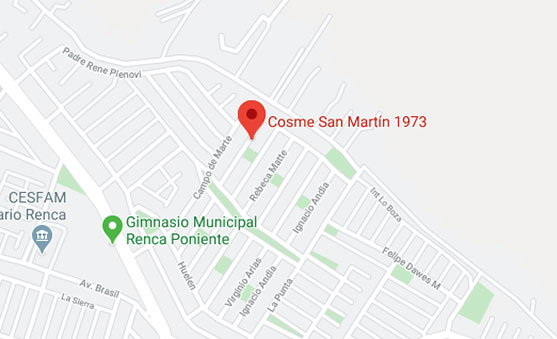 Padre Rene Pienovi
Cosme San Martín 1973
Campo de Marte
Rebeca Matte
Int Lo Boza
CESFAM
ario Renca
Ignacio Andia
Gimnasio Municipal
Renca Poniente
Felipe Dawes M.
Huelen
Av. Brasil
Virginio Arias
Ignacio Andia
La Punta
La Sierra